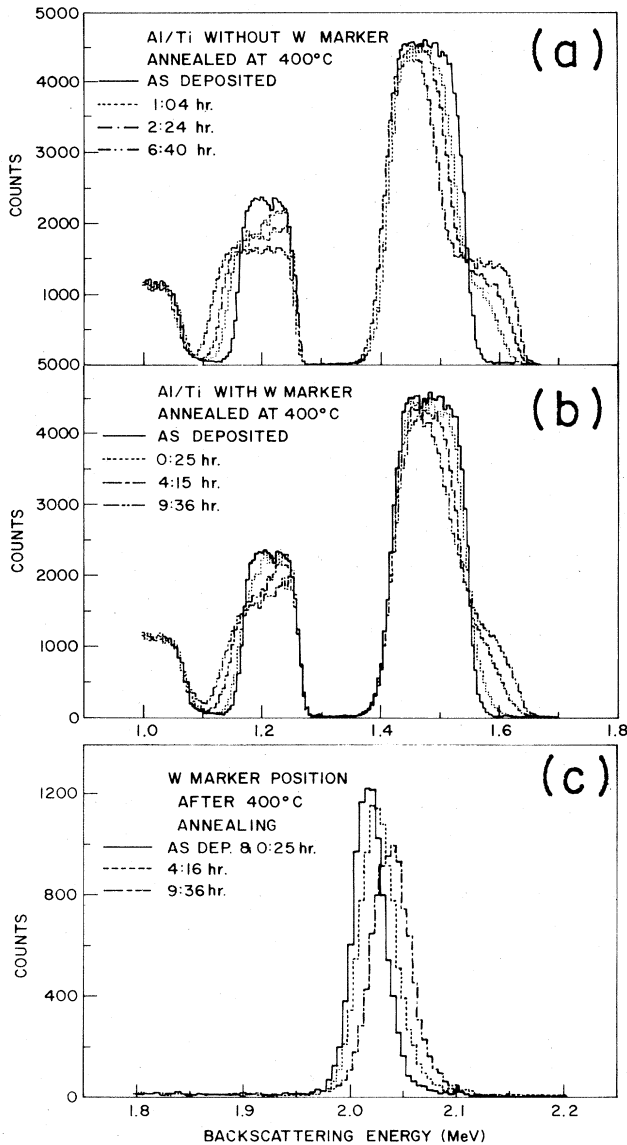 (a)
Al/Ti WITHOUT W MARKER
ANNEALED AT 400°C
AS DEPOSITED
1:04 hr.
2:24 hr.
6:40 hr.
5000
4000
3000
2000
1000
COUNTS
(b)
Al/Ti WITH W MARKER
ANNEALED AT 400°C
AS DEPOSITED
0:25 hr.
4:15 hr.
9:36 hr.
5000
4000
3000
2000
1000
0
COUNTS
1.0 1.2 1.4 1.6 1.8
(c)
W MARKER POSITION
AFTER 400°C
ANNEALING
AS DEP. & 0:25 hr.
4:16 hr.
9:36 hr.
1200
800
400
0
COUNTS
1.8 1.9 2.0 2.1 2.2
BACKSCATTERING ENERGY (MeV)